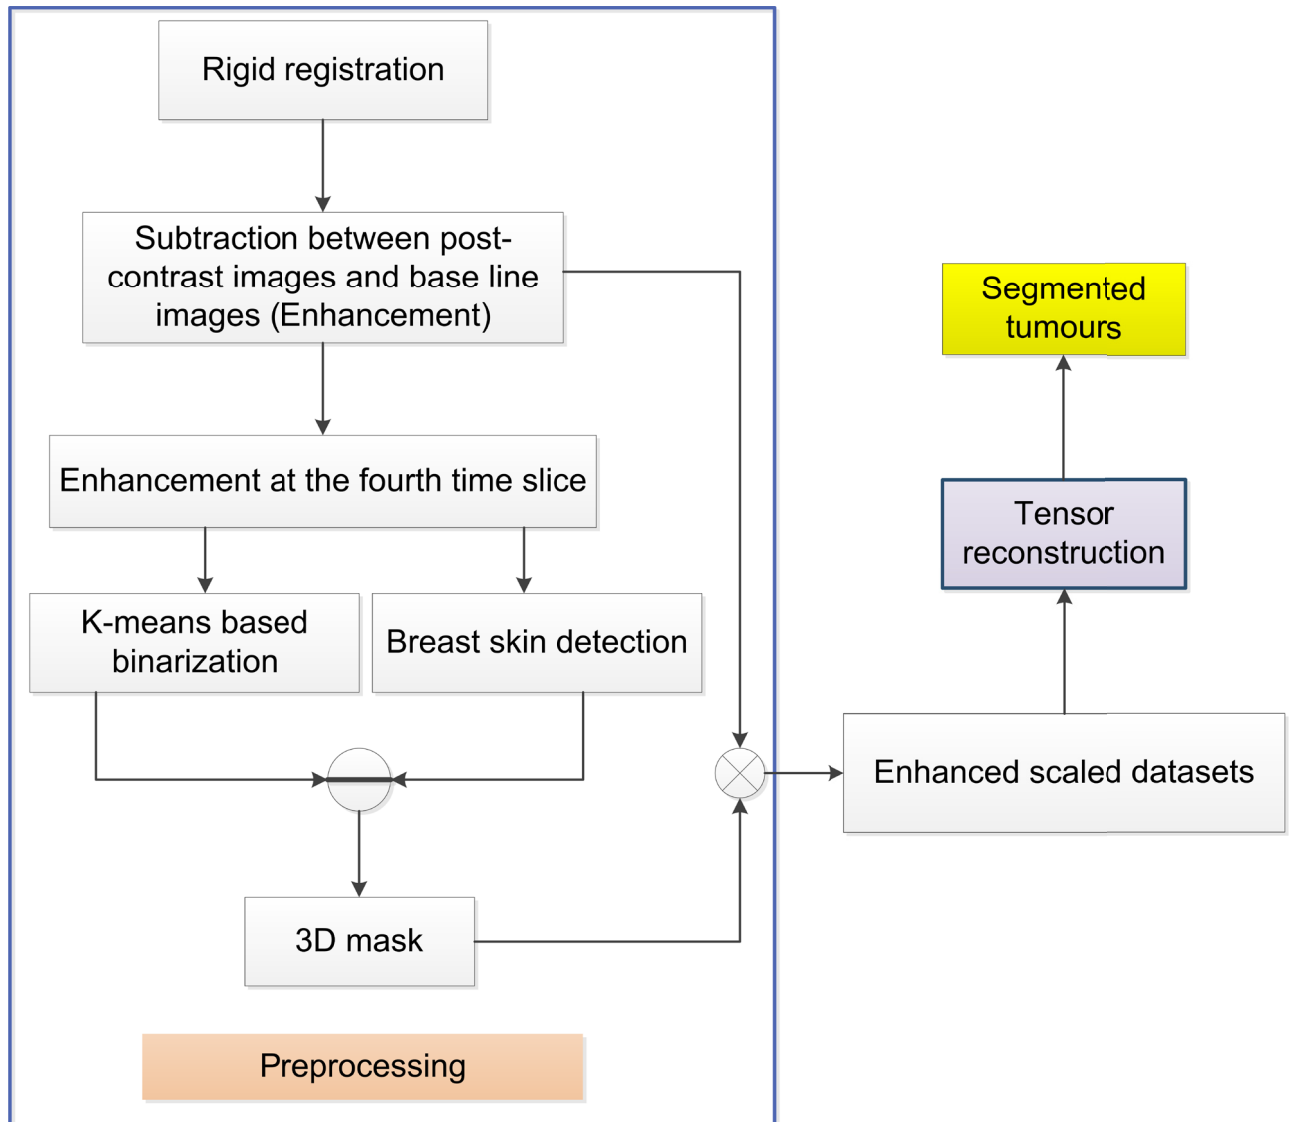 Rigid registration
Subtraction between post-
contrast images and base line
images (Enhancement)
Enhancement at the fourth time slice
K-means based
binarization
Breast skin detection
3D mask
Preprocessing
Segmented
tumours
Tensor
reconstruction
Enhanced scaled datasets